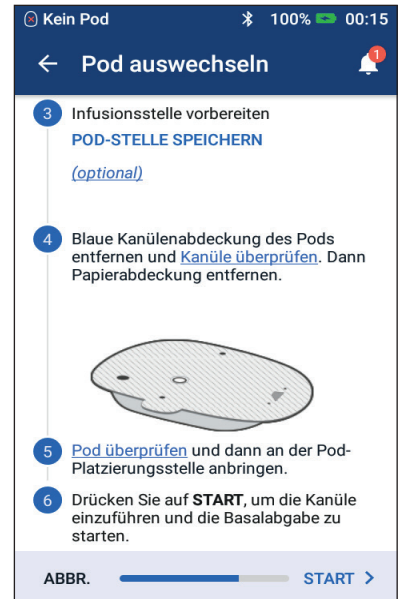 Kein Pod 100% 00:15
Pod auswechseln 1
3 Infusionsstelle vorbereiten
POD-STELLE SPEICHERN
(optional)
4 Blaue Kanülenabdeckung des Pods
entfernen und Kanüle überprüfen. Dann
Papierabdeckung entfernen.
5 Pod überprüfen und dann an der Pod-
Platzierungsstelle anbringen.
6 Drücken Sie auf START, um die Kanüle
einzuführen und die Basalabgabe zu
starten.
ABBR. START